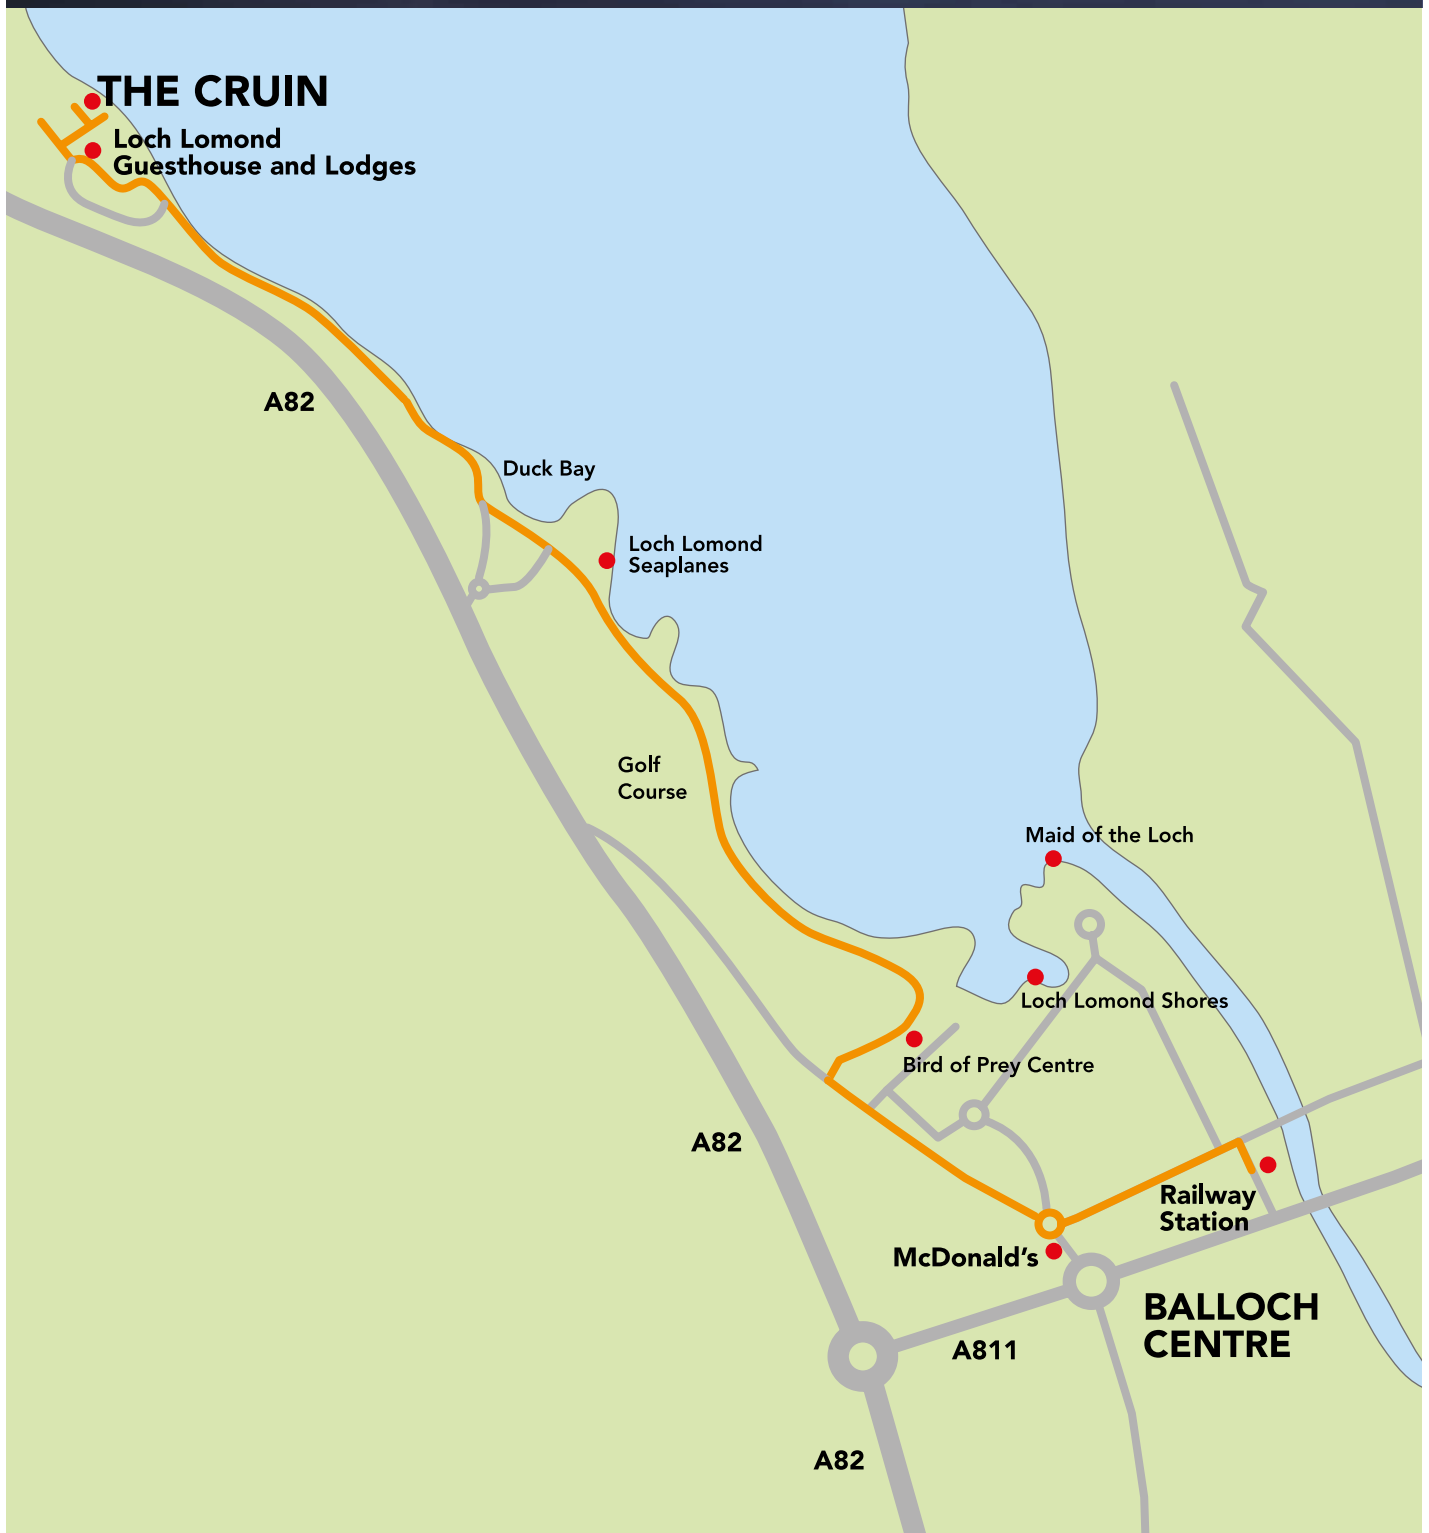 THE CRUIN
Loch Lomond
Guesthouse and Lodges
A82
Duck Bay
Loch Lomond
Seaplanes
Golf
Course
Maid of the Loch
Loch Lomond Shores
Bird of Prey Centre
A82
Railway
Station
McDonald's
BALLOCH
CENTRE
A811
A82